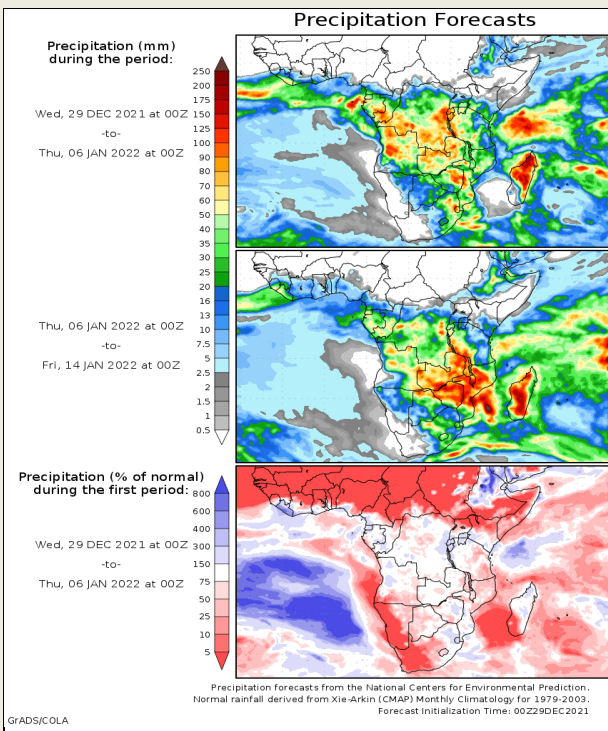 Precipitation Forecasts
Precipitation (mm)
during the period:
250
200
175
150
125
100
90
80
70
60
50
40
35
30
25
20
16
13
10
7.5
5
2.5
2
1.5
1
0.5
Wed, 29 DEC 2021 at 00Z
-to-
Thu, 06 JAN 2022 at 00Z
Thu, 06 JAN 2022 at 00Z
-to-
Fri, 14 JAN 2022 at 00Z
Precipitation (% of normal)
during the first period:
800
600
400
300
150
75
50
25
10
5
Wed, 29 DEC 2021 at 00Z
-to-
Thu, 06 JAN 2022 at 00Z
Precipitation forecasts from the National Centers for Environmental Prediction.
Normal rainfall derived from Xie-Arkin (CMAP) Monthly Climatology for 1979-2003.
Forecast Initialization Time: 00Z29DEC2021
GrADS/COLA